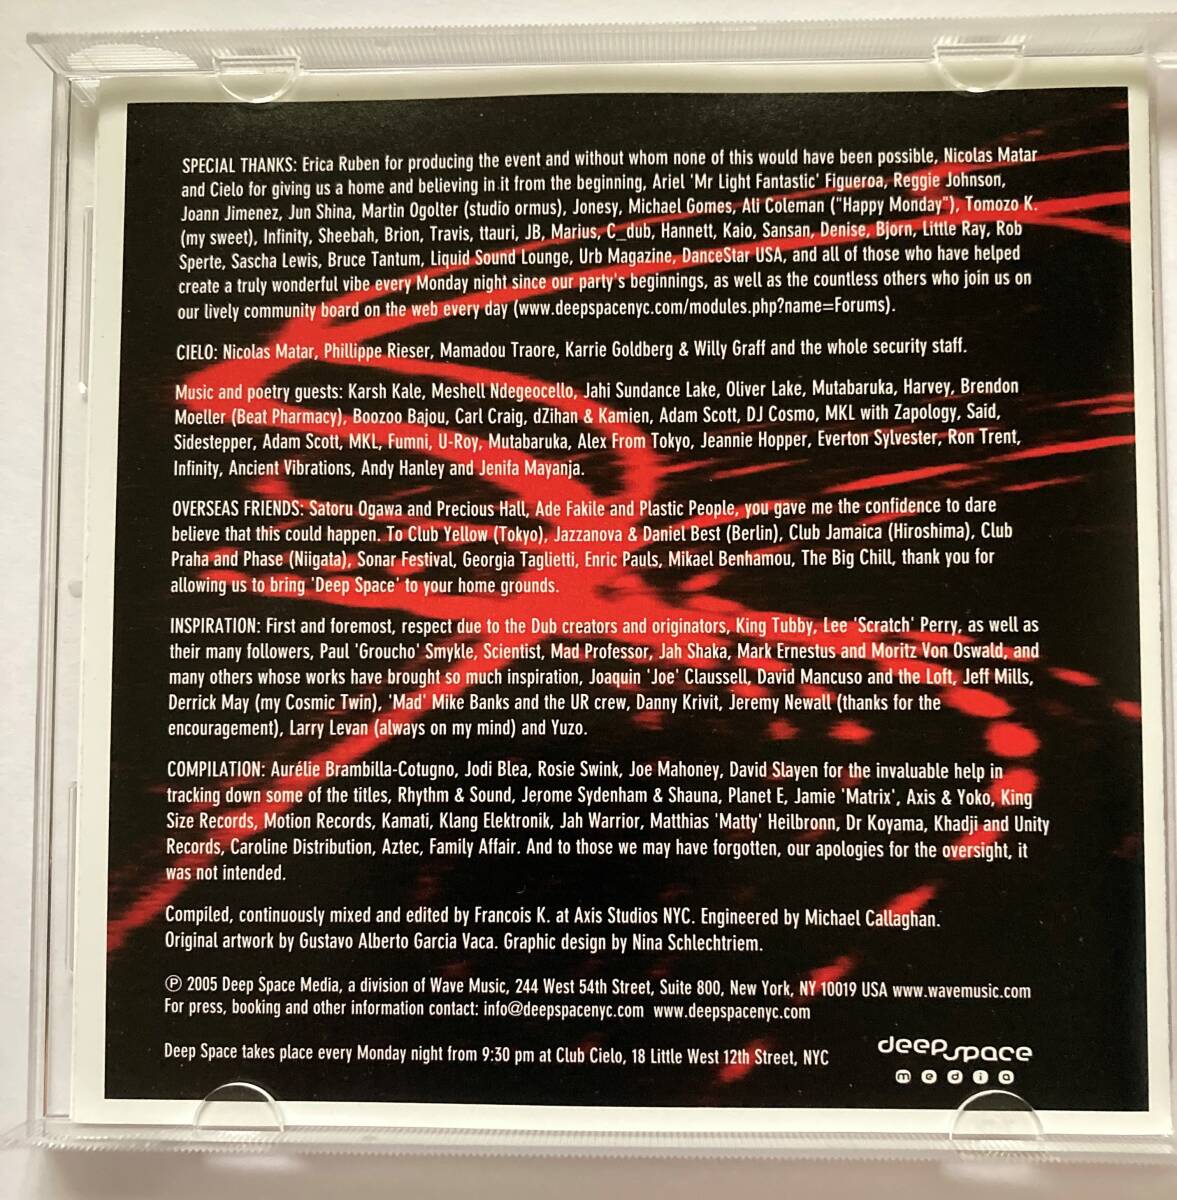 SPECIAL THANKS: Erica Ruben for producing the event and without whom none of this would have been possible, Nicolas Matar
and Cielo for giving us a home and believing in it from the beginning, Ariel 'Mr Light Fantastic' Figueroa, Reggie Johnson,
Joann Jimenez, Jun Shina, Martin Ogolter (studio ormus), Jonesy, Michael Gomes, Ali Coleman ("Happy Monday"), Tomozo K.
(my sweet), Infinity, Sheebah, Brion, Travis, ttauri, JB, Marius, C_dub, Hannett, Kaio, Sansan, Denise, Bjorn, Little Ray, Rob
Sperte, Sascha Lewis, Bruce Tantum, Liquid Sound Lounge, Urb Magazine, DanceStar USA, and all of those who have helped
create a truly wonderful vibe every Monday night since our party's beginnings, as well as the countless others who join us on
our lively community board on the web every day (www.deepspacenyc.com/modules.php?name=Forums).
CIELO: Nicolas Matar, Phillippe Rieser, Mamadou Traore, Karrie Goldberg & Willy Graff and the whole security staff.
Music and poetry guests: Karsh Kale, Meshell Ndegeocello, Jahi Sundance Lake, Oliver Lake, Mutabaruka, Harvey, Brendon
Moeller (Beat Pharmacy), Boozoo Bajou, Carl Craig, dZihan & Kamien, Adam Scott, DJ Cosmo, MKL with Zapology, Said,
Sidestepper, Adam Scott, MKL, Fumni, U-Roy, Mutabaruka, Alex From Tokyo, Jeannie Hopper, Everton Sylvester, Ron Trent,
Infinity, Ancient Vibrations, Andy Hanley and Jenifa Mayanja.
OVERSEAS FRIENDS: Satoru Ogawa and Precious Hall, Ade Fakile and Plastic People, you gave me the confidence to dare
believe that this could happen. To Club Yellow (Tokyo), Jazzanova & Daniel Best (Berlin), Club Jamaica (Hiroshima), Club
Praha and Phase (Niigata), Sonar Festival, Georgia Taglietti, Enric Pauls, Mikael Benhamou, The Big Chill, thank you for
allowing us to bring 'Deep Space' to your home grounds.
INSPIRATION: First and foremost, respect due to the Dub creators and originators, King Tubby, Lee 'Scratch' Perry, as well as
their many followers, Paul 'Groucho' Smykle, Scientist, Mad Professor, Jah Shaka, Mark Ernestus and Moritz Von Oswald, and
many others whose works have brought so much inspiration, Joaquin 'Joe' Claussell, David Mancuso and the Loft, Jeff Mills,
Derrick May (my Cosmic Twin), 'Mad' Mike Banks and the UR crew, Danny Krivit, Jeremy Newall (thanks for the
encouragement), Larry Levan (always on my mind) and Yuzo.
COMPILATION: Aurélie Brambilla-Cotugno, Jodi Blea, Rosie Swink, Joe Mahoney, David Slayen for the invaluable help in
tracking down some of the titles, Rhythm & Sound, Jerome Sydenham & Shauna, Planet E, Jamie 'Matrix', Axis & Yoko, King
Size Records, Motion Records, Kamati, Klang Elektronik, Jah Warrior, Matthias 'Matty' Heilbronn, Dr Koyama, Khadji and Unity
Records, Caroline Distribution, Aztec, Family Affair. And to those we may have forgotten, our apologies for the oversight, it
was not intended.
Compiled, continuously mixed and edited by Francois K. at Axis Studios NYC. Engineered by Michael Callaghan.
Original artwork by Gustavo Alberto Garcia Vaca. Graphic design by Nina Schlechtriem.
℗ 2005 Deep Space Media, a division of Wave Music, 244 West 54th Street, Suite 800, New York, NY 10019 USA www.wavemusic.com
For press, booking and other information contact: info@deepspacenyc.com www.deepspacenyc.com
Deep Space takes place every Monday night from 9:30 pm at Club Cielo, 18 Little West 12th Street, NYC
deepspace
media